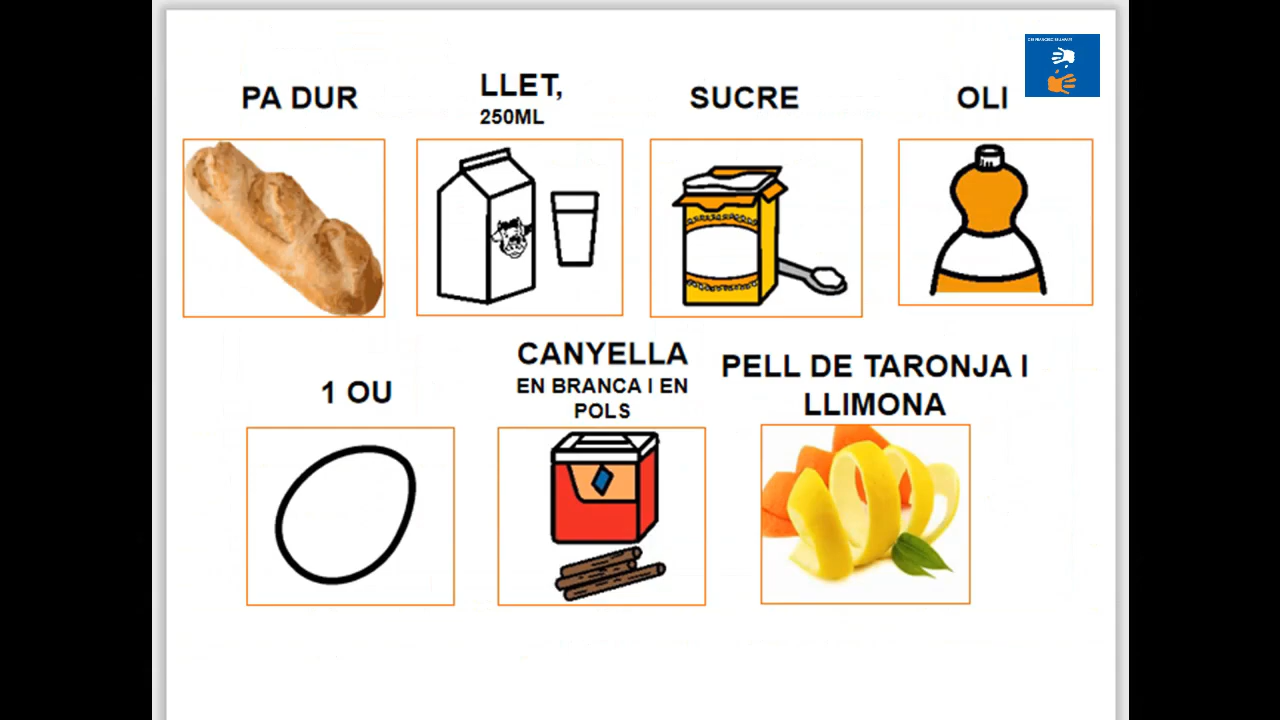 PA DUR
LLET,
250ML
SUCRE
OLI
1 OU
CANYELLA
EN BRANCA I EN
POLS
PELL DE TARONJA I
LLIMONA